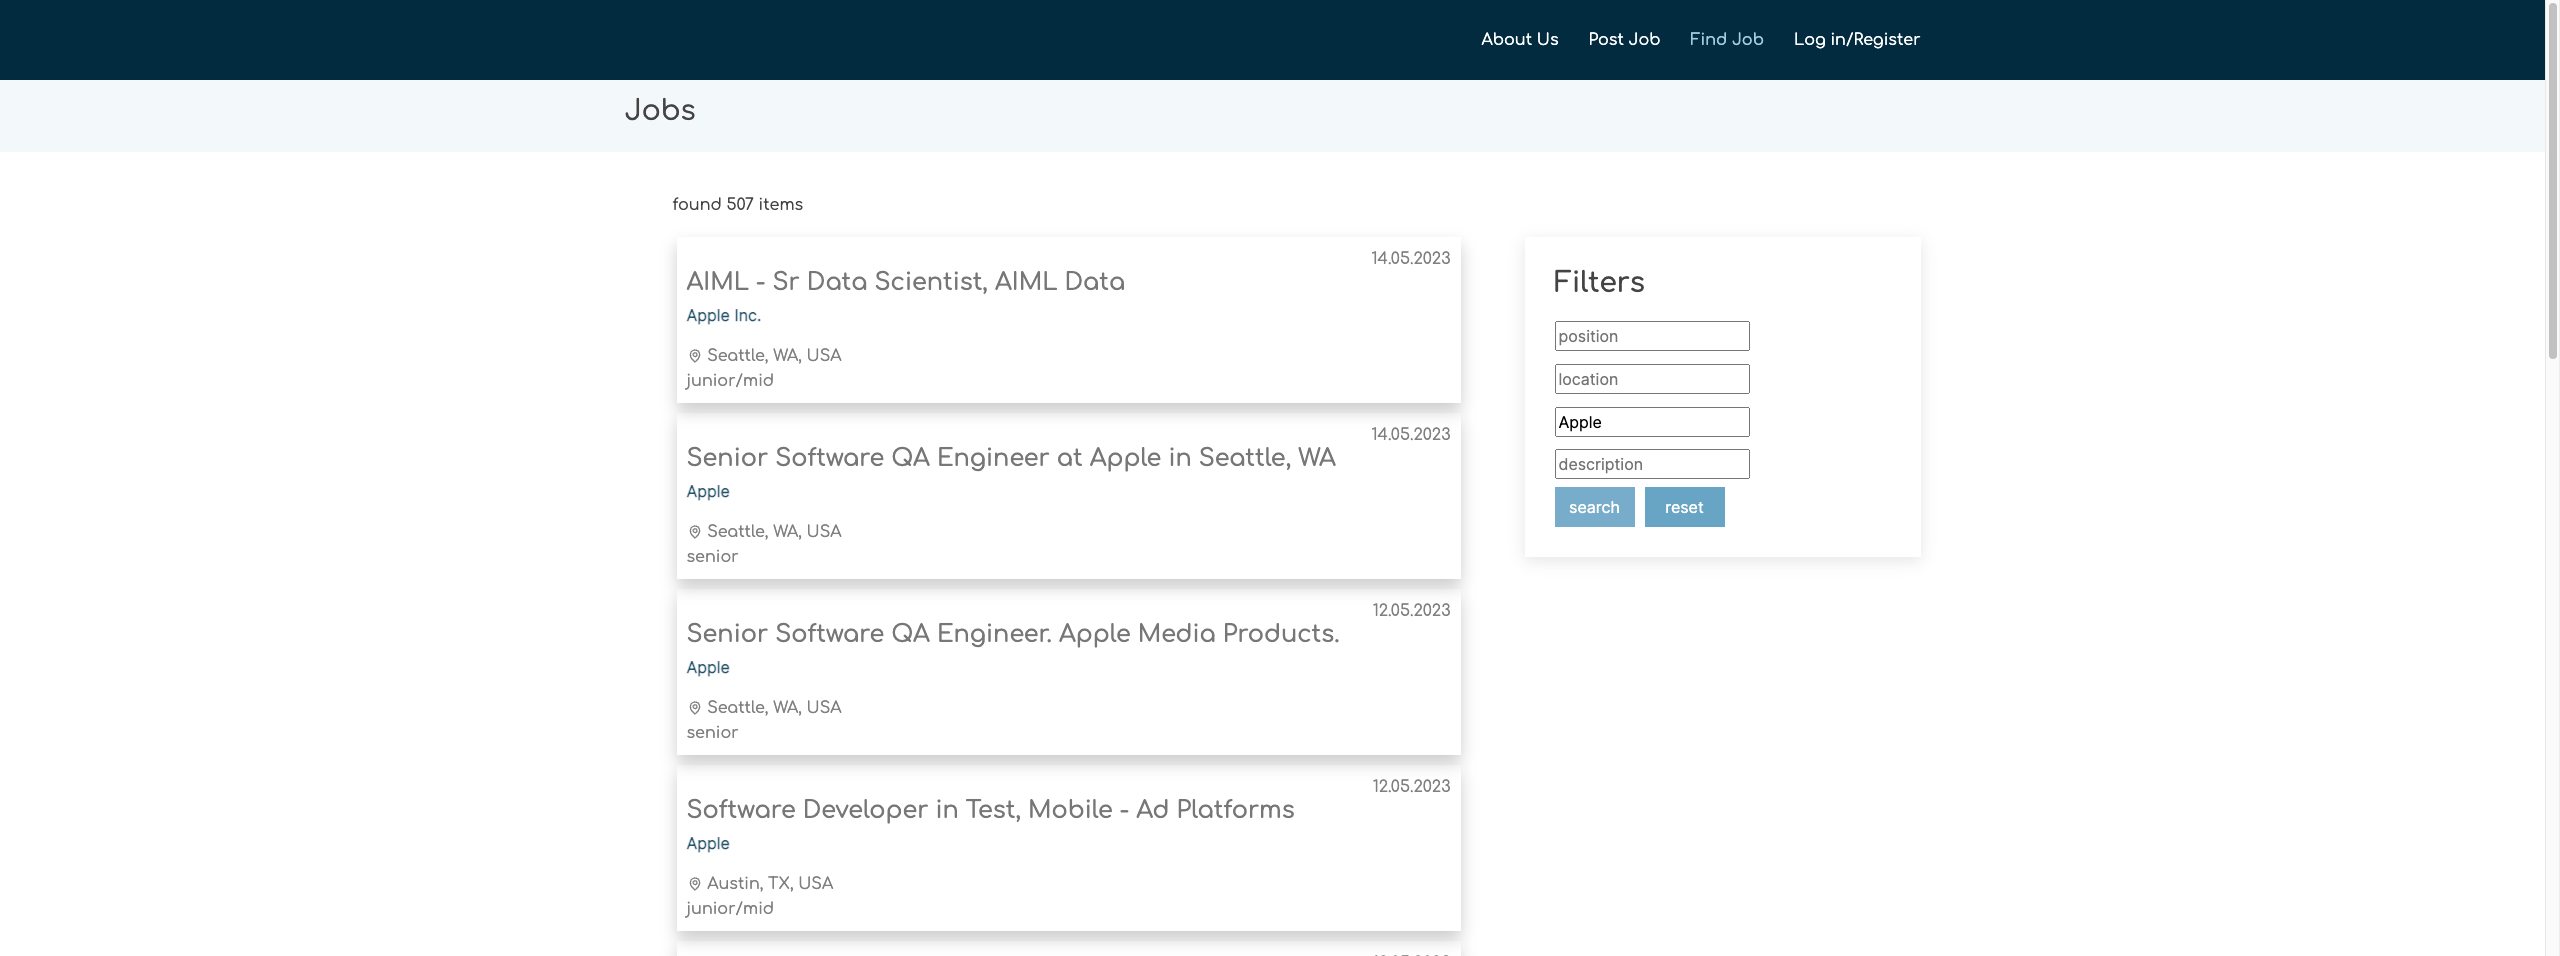 About Us Post Job Find Job Log in/Register
Jobs
found 507 items
14.05.2023
AIML - Sr Data Scientist, AIML Data
Apple Inc.
Seattle, WA, USA
junior/mid
14.05.2023
Senior Software QA Engineer at Apple in Seattle, WA
Apple
Seattle, WA, USA
senior
12.05.2023
Senior Software QA Engineer. Apple Media Products.
Apple
Seattle, WA, USA
senior
12.05.2023
Software Developer in Test, Mobile - Ad Platforms
Apple
Austin, TX, USA
junior/mid
Filters
position
location
Apple
description
search reset